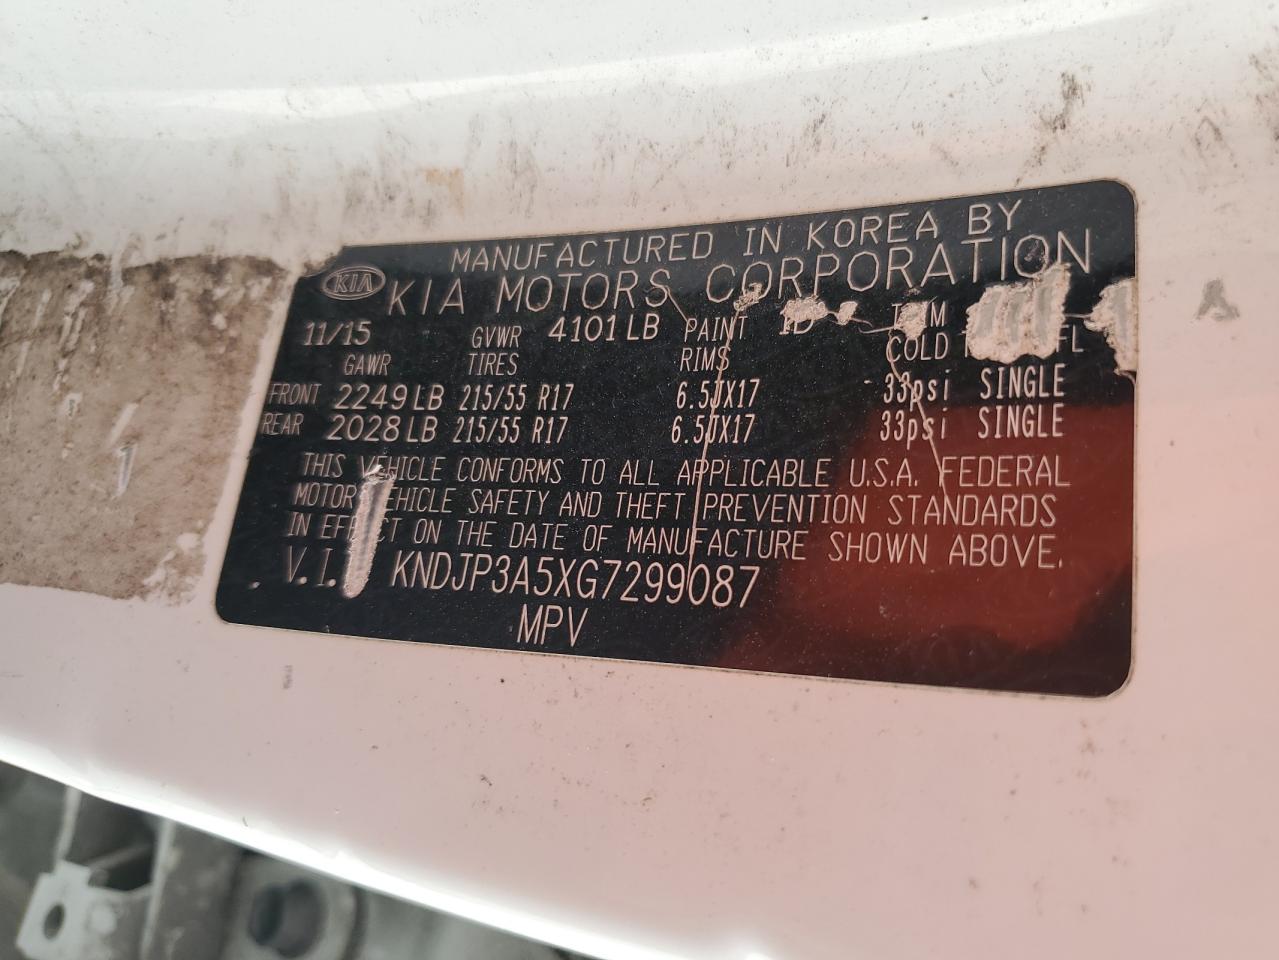 MANUFACTURED IN KOREA BY
KIA KIA MOTORS CORPORATION
11/15 GVWR 4101LB PAINT 1D
GAWR TIRES RIMS COLD
FRONT 2249LB 215/55 R17 6.5JX17 33psi SINGLE
REAR 2028LB 215/55 R17 6.5JX17 33psi SINGLE
THIS VEHICLE CONFORMS TO ALL APPLICABLE U.S.A. FEDERAL
MOTOR VEHICLE SAFETY AND THEFT PREVENTION STANDARDS
IN EFFECT ON THE DATE OF MANUFACTURE SHOWN ABOVE.
V.I. KNDJP3A5XG7299087
MPV